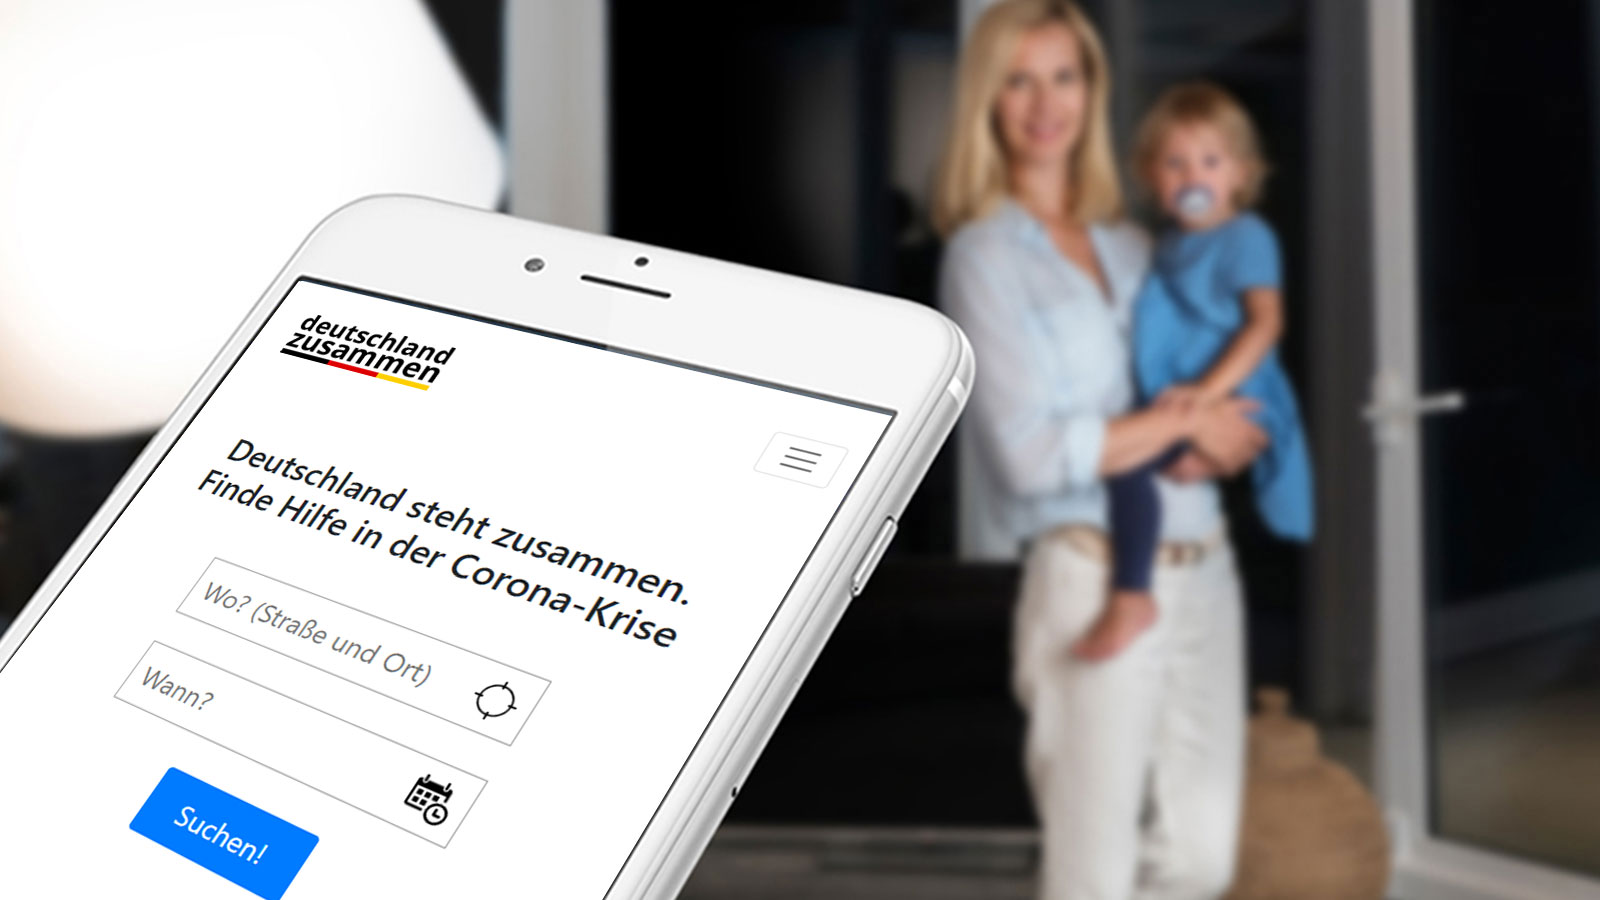 deutschland
zusammen
Deutschland steht zusammen.
Finde Hilfe in der Corona-Krise
Wo? (Straße und Ort)
Wann?
Suchen!